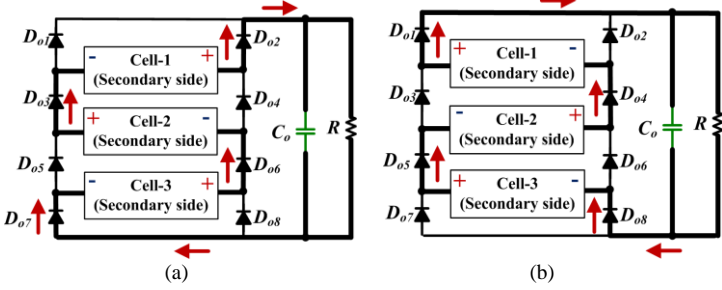 Do1
- Cell-1 +
(Secondary side)
Do2
Do3
+ Cell-2 -
(Secondary side)
Do4
Co
R
Do5
- Cell-3 +
(Secondary side)
Do6
Do7
Do8
(a)
Do1
+ Cell-1 -
(Secondary side)
Do2
Do3
- Cell-2 +
(Secondary side)
Do4
Co
R
Do5
+ Cell-3 -
(Secondary side)
Do6
Do7
Do8
(b)